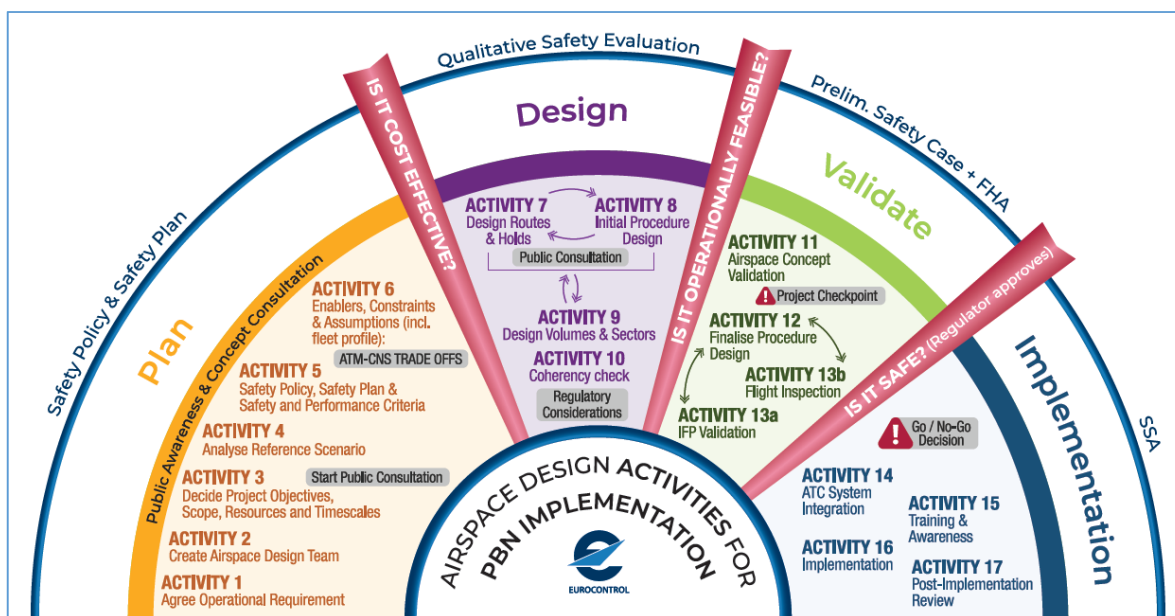 Safety Policy & Safety Plan
Qualitative Safety Evaluation
Prelim. Safety Case + FHA
SSA
Plan
Public Awareness & Concept Consultation
ACTIVITY 1
Agree Operational Requirement
ACTIVITY 2
Create Airspace Design Team
ACTIVITY 3
Decide Project Objectives,
Scope, Resources and Timescales
Start Public Consultation
ACTIVITY 4
Analyse Reference Scenario
ACTIVITY 5
Safety Policy, Safety Plan &
Safety and Performance Criteria
ACTIVITY 6
Enablers, Constraints
& Assumptions (incl.
fleet profile):
ATM-CNS TRADE OFFS
IS IT COST EFFECTIVE?
Design
ACTIVITY 7
Design Routes
& Holds
ACTIVITY 8
Initial Procedure
Design
Public Consultation
ACTIVITY 9
Design Volumes & Sectors
ACTIVITY 10
Coherency check
Regulatory
Considerations
IS IT OPERATIONALLY FEASIBLE?
Validate
ACTIVITY 11
Airspace Concept
Validation
Project Checkpoint
ACTIVITY 12
Finalise Procedure
Design
ACTIVITY 13b
Flight Inspection
ACTIVITY 13a
IFP Validation
IS IT SAFE? (Regulator approves)
Implementation
Go / No-Go
Decision
ACTIVITY 14
ATC System
Integration
ACTIVITY 15
Training &
Awareness
ACTIVITY 16
Implementation
ACTIVITY 17
Post-Implementation
Review
AIRSPACE DESIGN ACTIVITIES FOR
PBN IMPLEMENTATION
EUROCONTROL